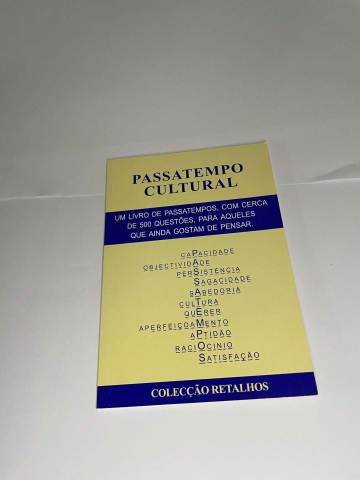 PASSATEMPO
CULTURAL
UM LIVRO DE PASSATEMPOS, COM CERCA
DE 500 QUESTÕES, PARA AQUELES
QUE AINDA GOSTAM DE PENSAR.
CAPACIDADE
OBJECTIVIDADE
PERSISTÊNCIA
SAGACIDADE
SABEDORIA
CULTURA
QUERER
APERFEIÇOAMENTO
APTIDÃO
RACIOCINIO
SATISFAÇÃO
COLECÇÃO RETALHOS